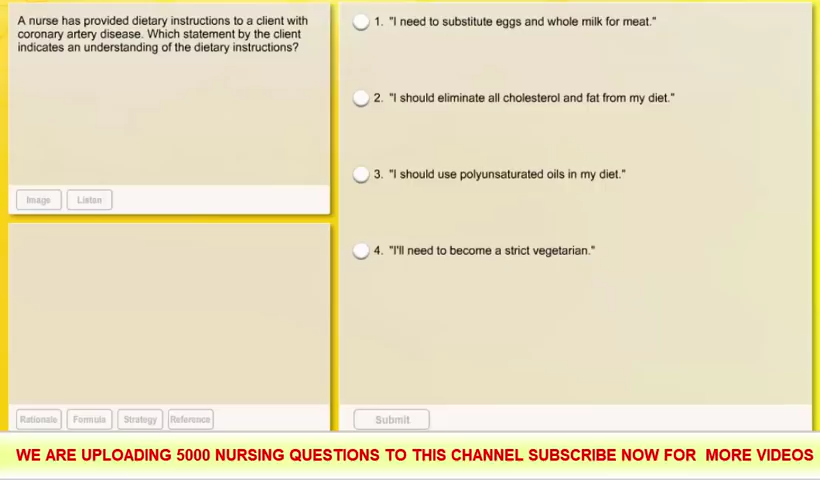 A nurse has provided dietary instructions to a client with
coronary artery disease. Which statement by the client
indicates an understanding of the dietary instructions?
Image Listen
Rationale Formula Strategy Reference
1. "I need to substitute eggs and whole milk for meat."
2. "I should eliminate all cholesterol and fat from my diet."
3. "I should use polyunsaturated oils in my diet."
4. "I'll need to become a strict vegetarian."
Submit
WE ARE UPLOADING 5000 NURSING QUESTIONS TO THIS CHANNEL SUBSCRIBE NOW FOR MORE VIDEOS